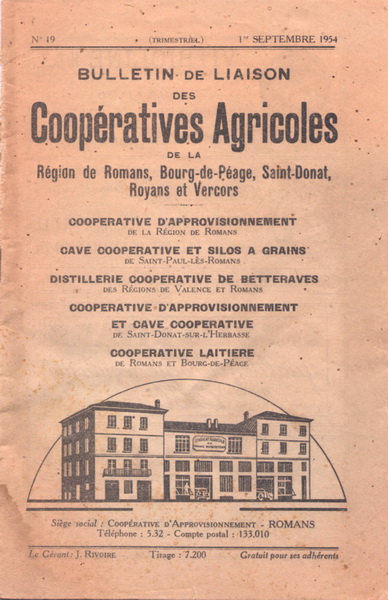 N° 19 (TRIMESTRIEL) 1er SEPTEMBRE 1954
BULLETIN DE LIAISON
DES
Coopératives Agricoles
DE LA
Région de Romans, Bourg-de-Péage, Saint-Donat,
Royans et Vercors
COOPERATIVE D'APPROVISIONNEMENT
DE LA RÉGION DE ROMANS
CAVE COOPERATIVE ET SILOS A GRAINS
DE SAINT-PAUL-LÈS-ROMANS
DISTILLERIE COOPERATIVE DE BETTERAVES
DES RÉGIONS DE VALENCE ET ROMANS
COOPERATIVE D'APPROVISIONNEMENT
ET CAVE COOPERATIVE
DE SAINT-DONAT-SUR-L'HERBASSE
COOPERATIVE LAITIERE
DE ROMANS ET BOURG-DE-PÉAGE
Siège social : COOPÉRATIVE D'APPROVISIONNEMENT - ROMANS
Téléphone : 5.32 - Compte postal : 133,010
Le Gérant: J. RIVOIRE Tirage : 7.200 Gratuit pour ses adhérents